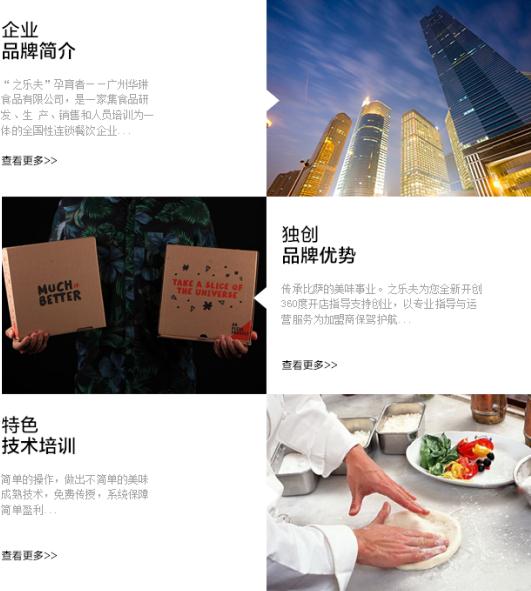 企业
品牌简介
“之乐夫”孕育者——广州华琳
食品有限公司，是一家集食品研
发、生 产、销售和人员培训为一
体的全国性连锁餐饮企业...
查看更多>>
MUCH IS
BETTER
TAKE A SLICE OF
THE UNIVERSE
独创
品牌优势
传承比萨的美味事业。之乐夫为您全新开创
360度开店指导支持创业，以专业指导与运
营服务为加盟商保驾护航...
查看更多>>
特色
技术培训
简单的操作，做出不简单的美味
成熟技术，免费传授，系统保障
简单盈利...
查看更多>>